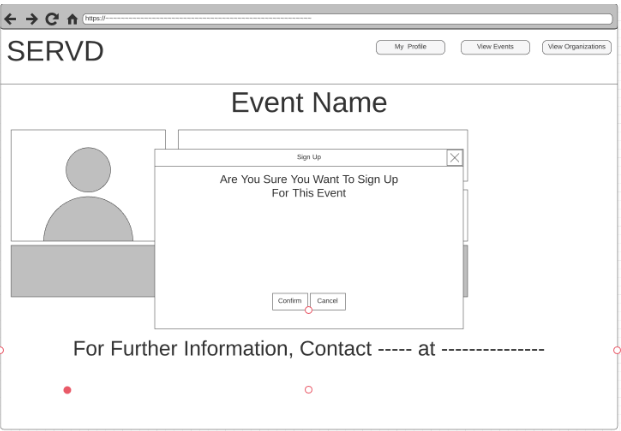 https://--------------------------------------------------------
SERVD
My Profile
View Events
View Organizations
Event Name
Sign Up
Are You Sure You Want To Sign Up
For This Event
Confirm
Cancel
For Further Information, Contact ----- at ---------------